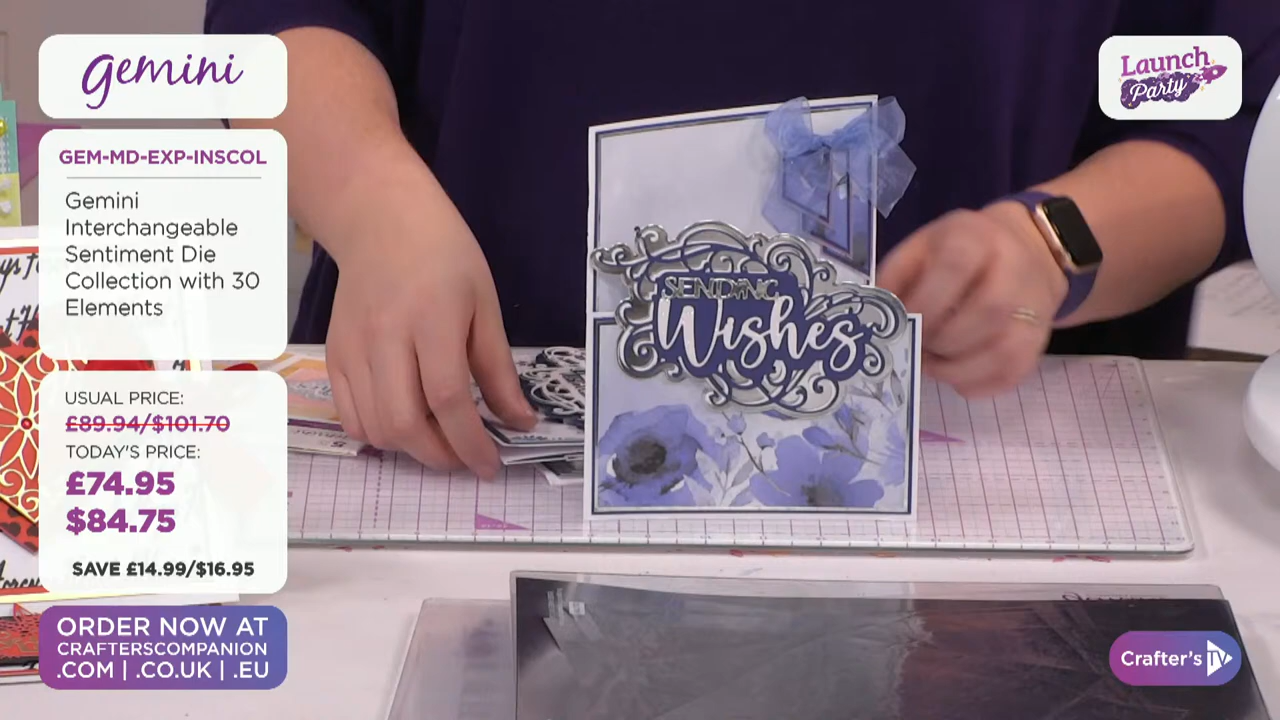 gemini
GEM-MD-EXP-INSCOL
Gemini
Interchangeable
Sentiment Die
Collection with 30
Elements
USUAL PRICE:
£89.94/$101.70
TODAY'S PRICE:
£74.95
$84.75
SAVE £14.99/$16.95
ORDER NOW AT
CRAFTERSCOMPANION
.COM | .CO.UK | .EU
Launch
Party
SENDING
Wishes
Crafter's TV